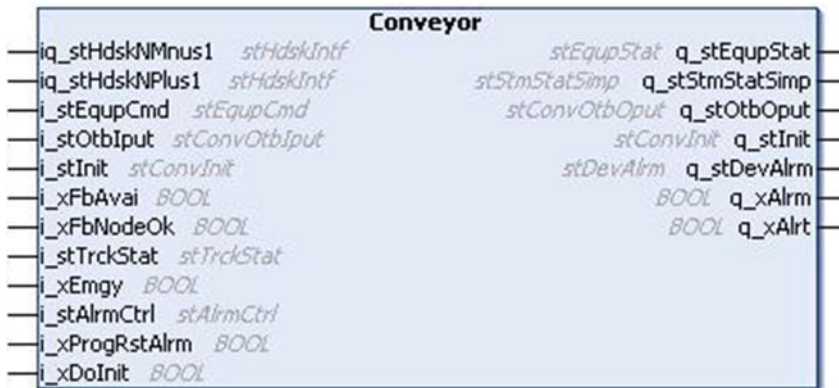 Conveyor
iq_stHdskNMnus1 stHdskIntf stEqupStat q_stEqupStat
iq_stHdskNPlus1 stHdskIntf stStmStatSimp q_stStmStatSimp
i_stEqupCmd stEqupCmd stConvOtbOput q_stOtbOput
i_stOtbIput stConvOtbIput stConvInit q_stInit
i_stInit stConvInit stDevAlrm q_stDevAlrm
i_xFbAvai BOOL BOOL q_xAlrm
i_xFbNodeOk BOOL BOOL q_xAlrt
i_stTrckStat stTrckStat
i_xEmgy BOOL
i_stAlrmCtrl stAlrmCtrl
i_xProgRstAlrm BOOL
i_xDoInit BOOL